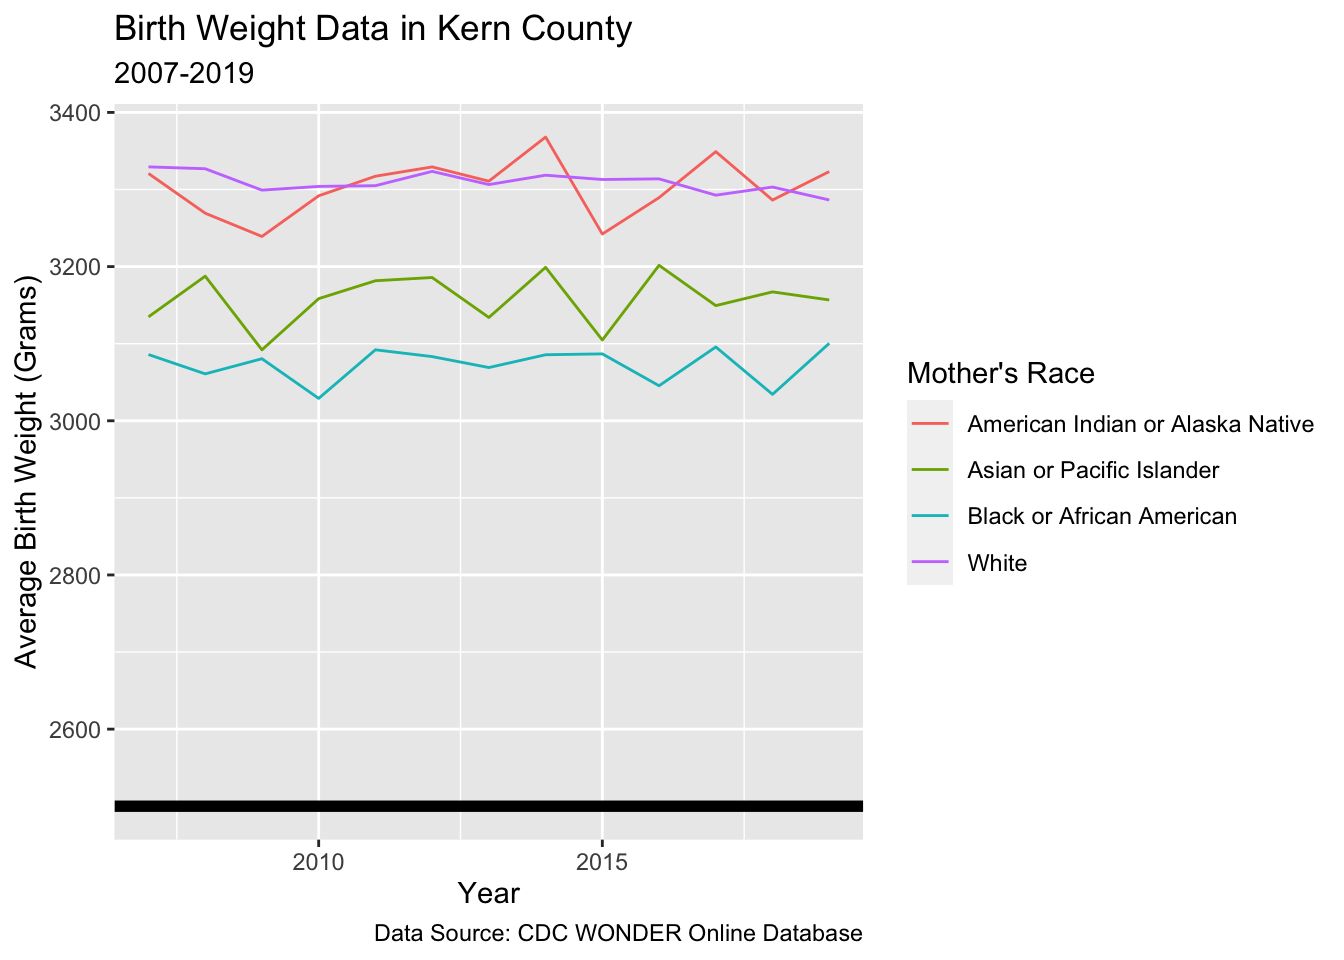 Birth Weight Data in Kern County
2007-2019
3400
3200
3000
2800
2600
Average Birth Weight (Grams)
2010
2015
Year
Mother's Race
American Indian or Alaska Native
Asian or Pacific Islander
Black or African American
White
Data Source: CDC WONDER Online Database